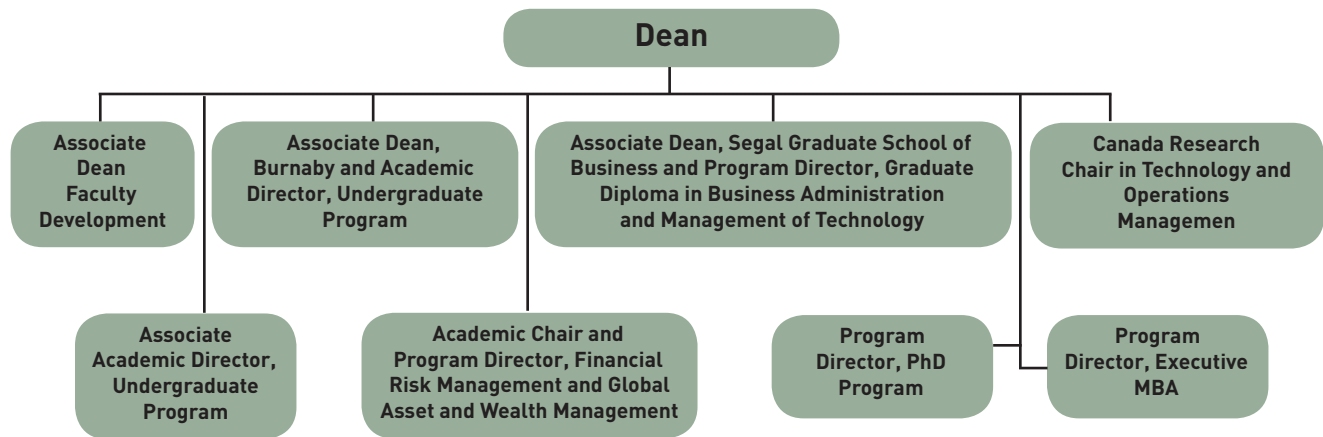 Dean
Associate
Dean
Faculty
Development
Associate Dean,
Burnaby and Academic
Director, Undergraduate
Program
Associate Dean, Segal Graduate School of
Business and Program Director, Graduate
Diploma in Business Administration
and Management of Technology
Canada Research
Chair in Technology and
Operations
Managemen
Associate
Academic Director,
Undergraduate
Program
Academic Chair and
Program Director, Financial
Risk Management and Global
Asset and Wealth Management
Program
Director, PhD
Program
Program
Director, Executive
MBA